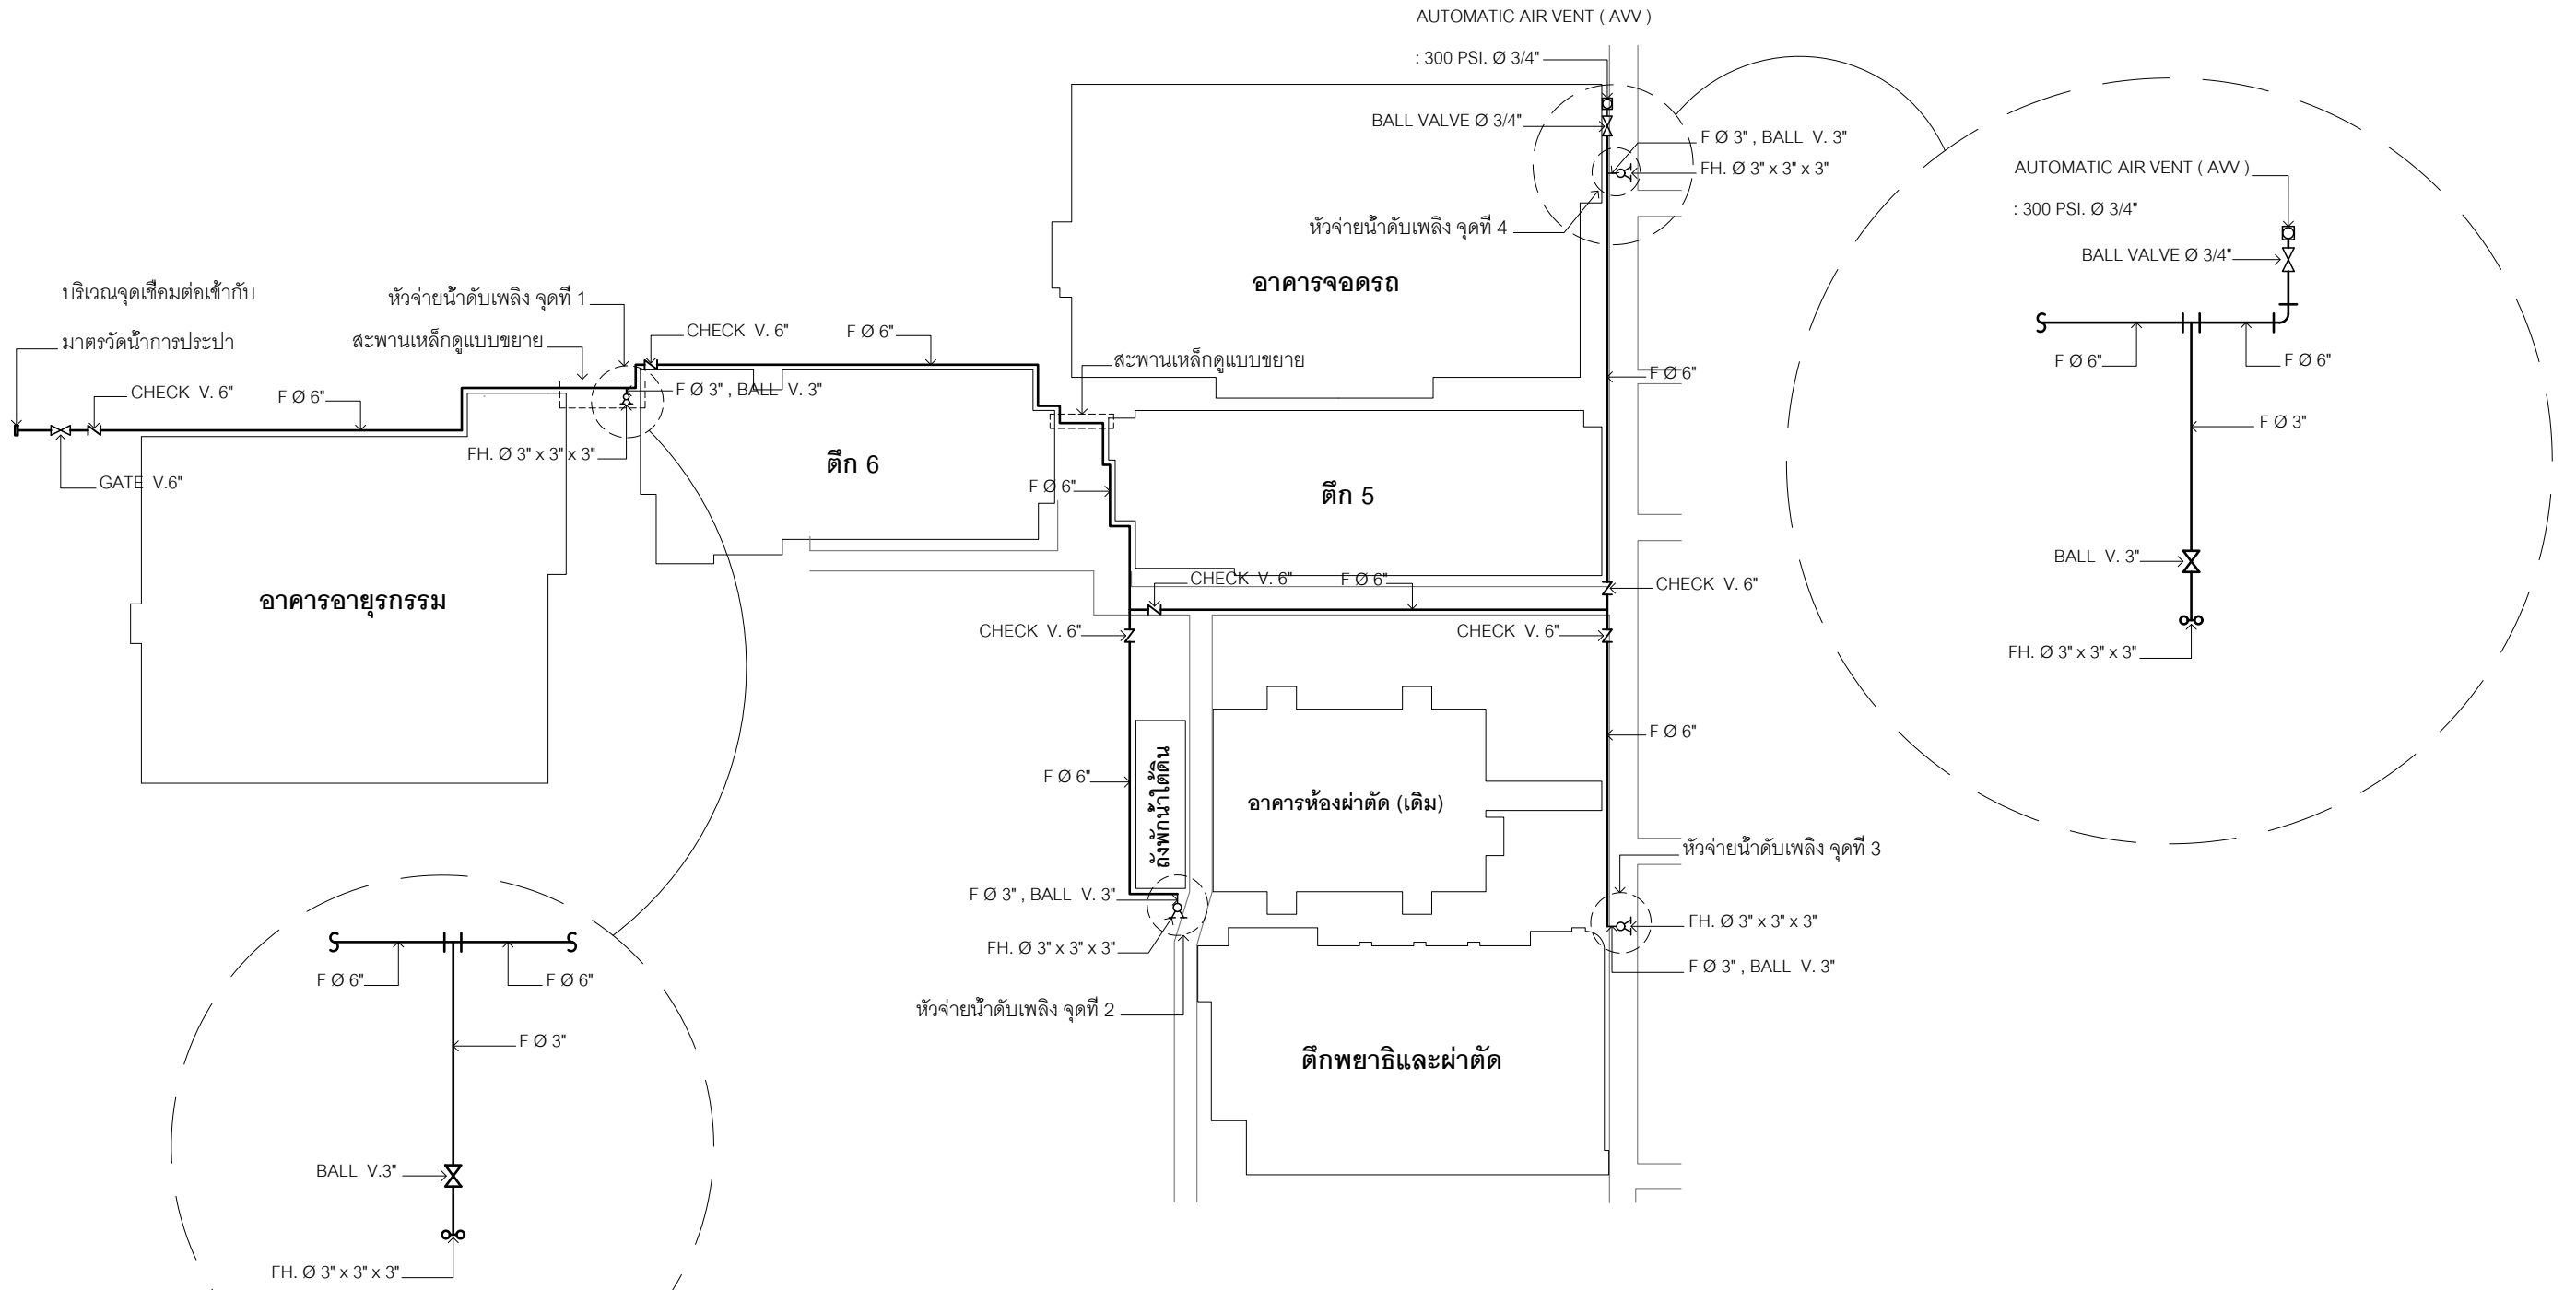 AUTOMATIC AIR VENT ( AVV )
: 300 PSI. Ø 3/4"
BALL VALVE Ø 3/4"
F Ø 3" , BALL V. 3"
FH. Ø 3" x 3" x 3"
หัวจ่ายน้ำดับเพลิง จุดที่ 4
อาคารจอดรถ
AUTOMATIC AIR VENT ( AVV )
: 300 PSI. Ø 3/4"
BALL VALVE Ø 3/4"
F Ø 6"
F Ø 6"
F Ø 3"
BALL V. 3"
FH. Ø 3" x 3" x 3"
บริเวณจุดเชื่อมต่อเข้ากับ
มาตรวัดน้ำการประปา
หัวจ่ายน้ำดับเพลิง จุดที่ 1
สะพานเหล็กดูแบบขยาย
CHECK V. 6"
F Ø 6"
สะพานเหล็กดูแบบขยาย
F Ø 6"
CHECK V. 6"
F Ø 6"
F Ø 3" , BALL V. 3"
FH. Ø 3" x 3" x 3"
GATE V.6"
ตึก 6
F Ø 6"
ตึก 5
อาคารอายุรกรรม
CHECK V. 6"
F Ø 6"
CHECK V. 6"
CHECK V. 6"
CHECK V. 6"
F Ø 6"
F Ø 6"
ถังพักน้ำใต้ดิน
อาคารห้องผ่าตัด (เดิม)
หัวจ่ายน้ำดับเพลิง จุดที่ 3
F Ø 3" , BALL V. 3"
FH. Ø 3" x 3" x 3"
FH. Ø 3" x 3" x 3"
F Ø 3" , BALL V. 3"
หัวจ่ายน้ำดับเพลิง จุดที่ 2
ตึกพยาธิและผ่าตัด
F Ø 6"
F Ø 6"
F Ø 3"
BALL V.3"
FH. Ø 3" x 3" x 3"